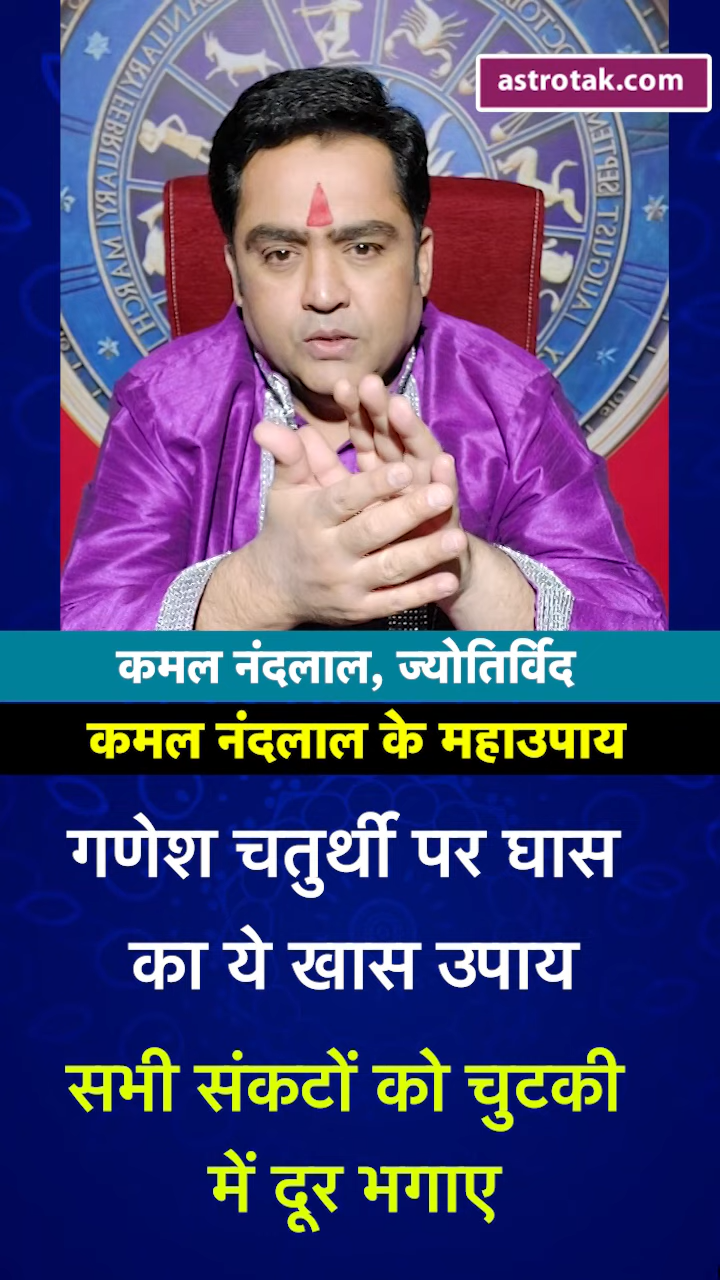 astrotak.com
कमल नंदलाल, ज्योतिर्विद
कमल नंदलाल के महाउपाय
गणेश चतुर्थी पर घास
का ये खास उपाय
सभी संकटों को चुटकी
में दूर भगाए